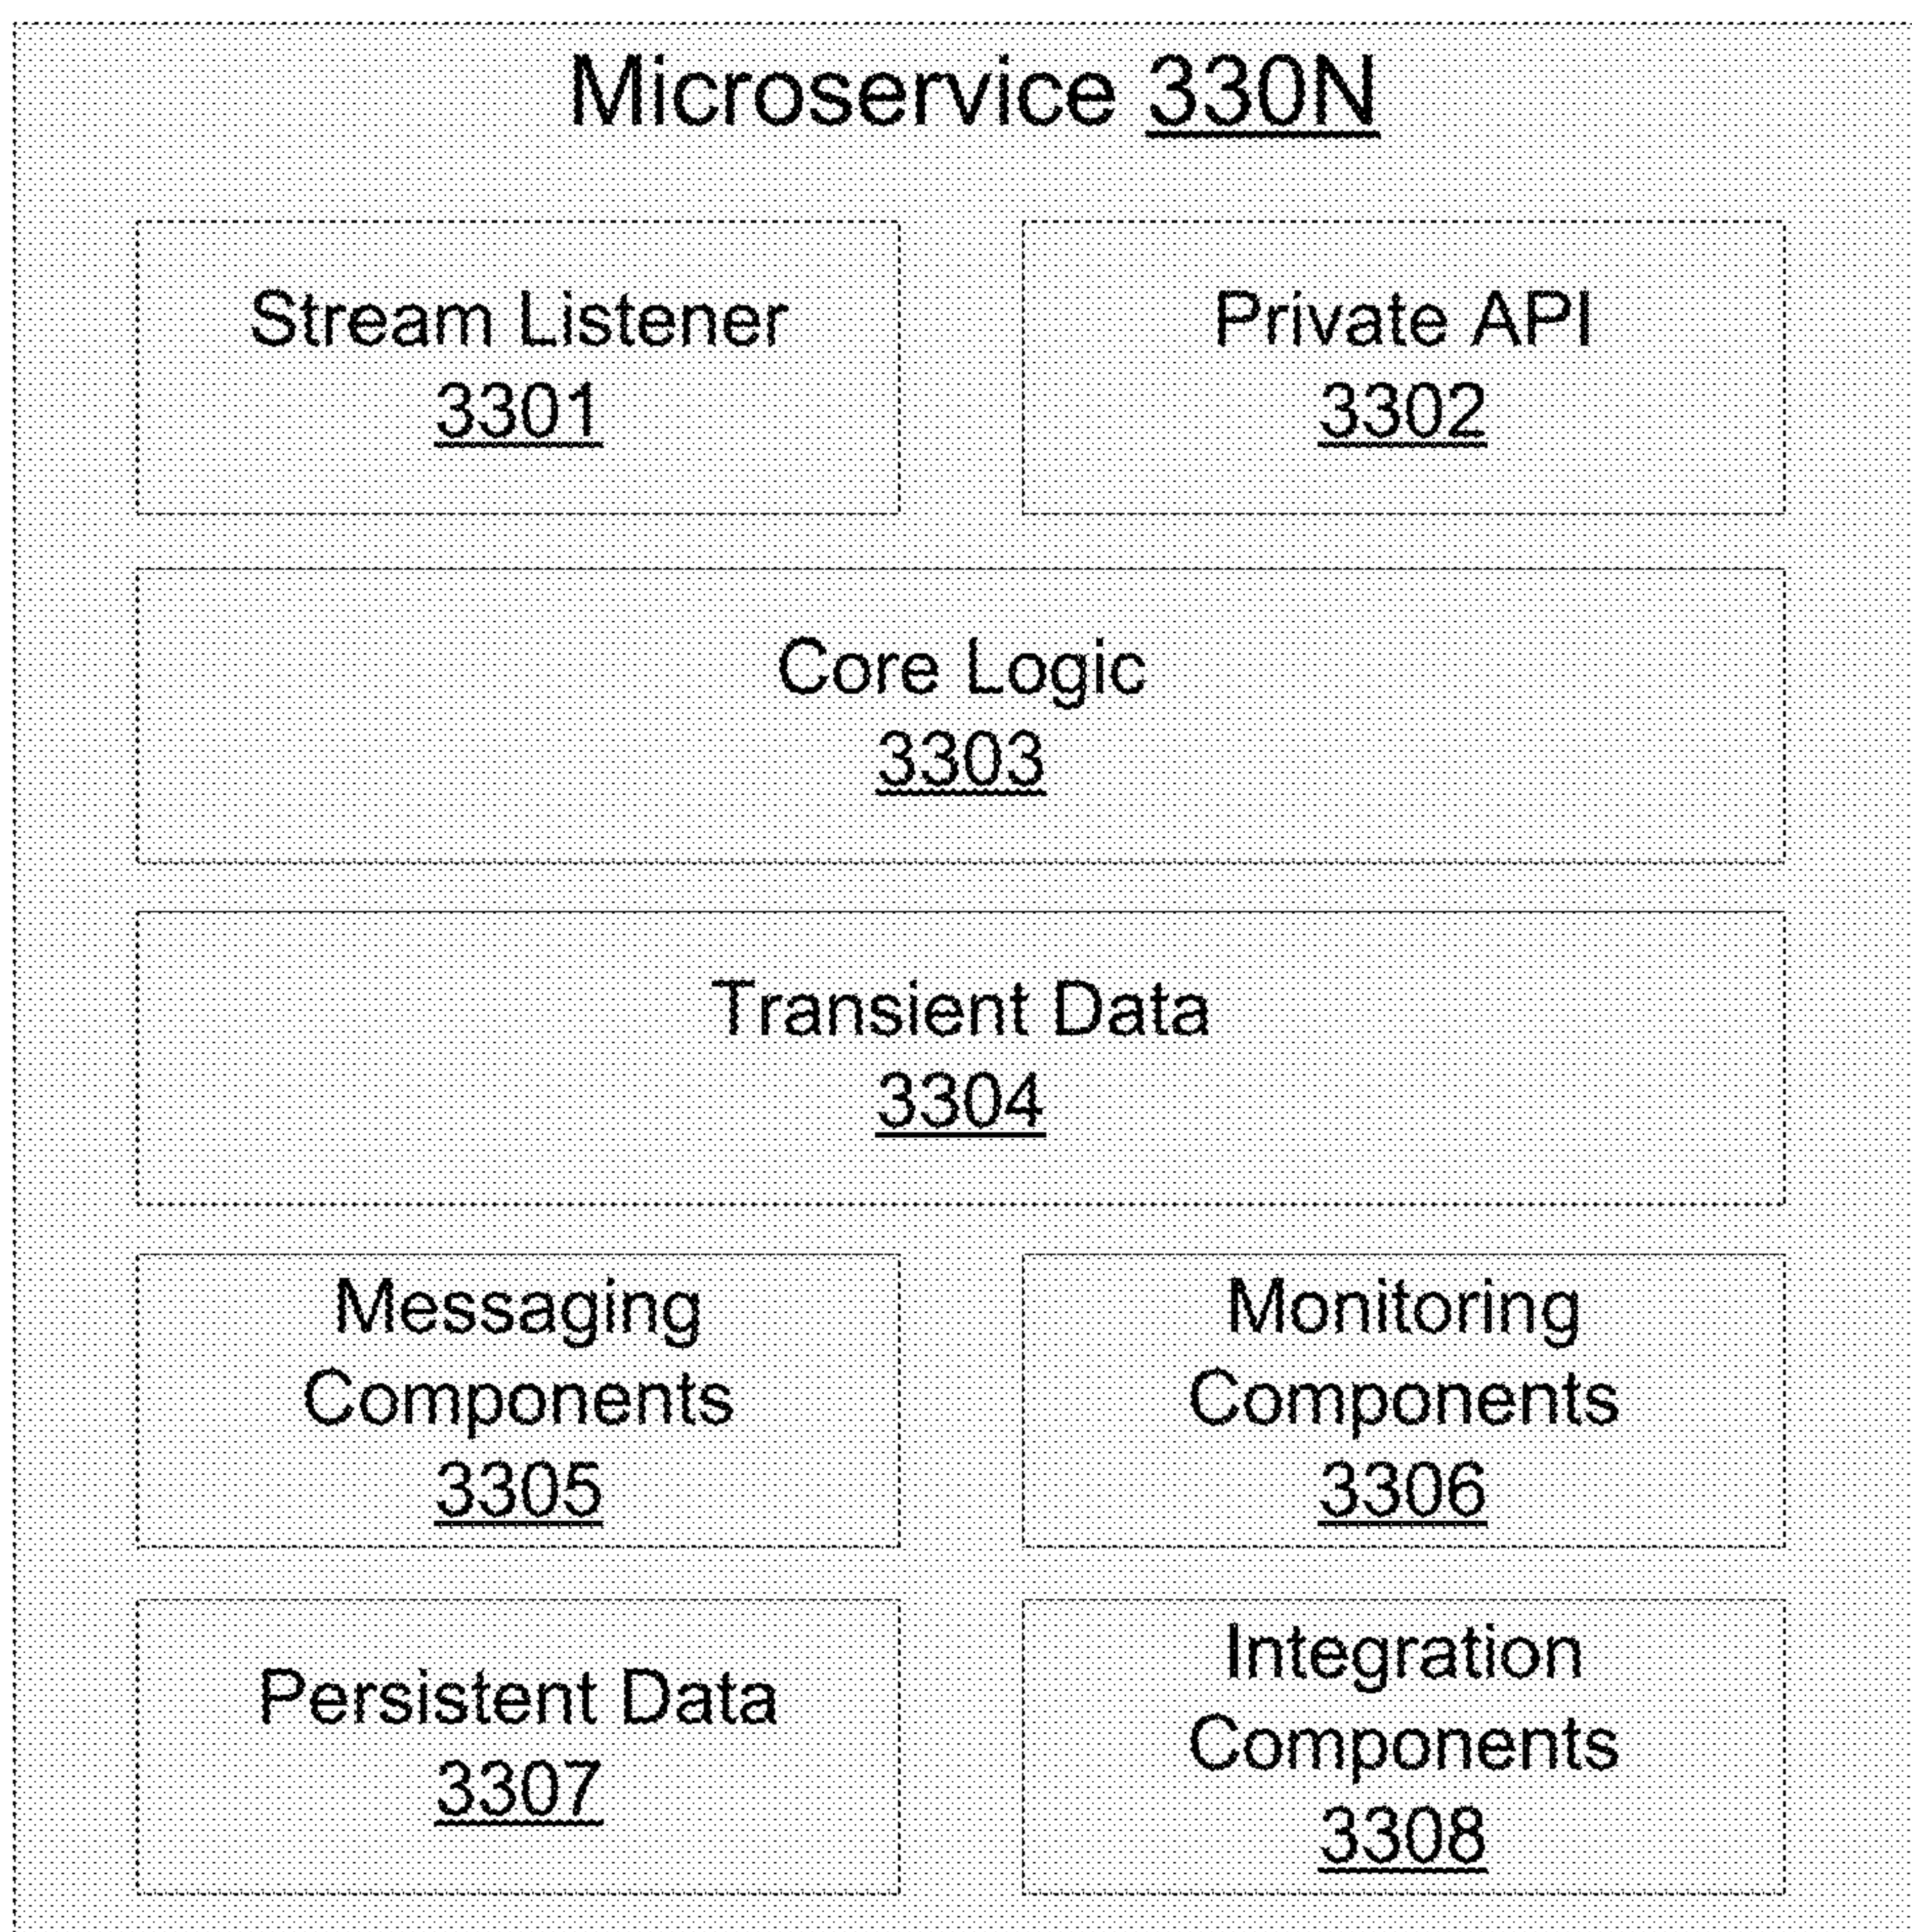 Microservice 330N
Stream Listener
3301
Private API
3302
Core Logic
3303
Transient Data
3304
Messaging
Components
3305
Monitoring
Components
3306
Persistent Data
3307
Integration
Components
3308